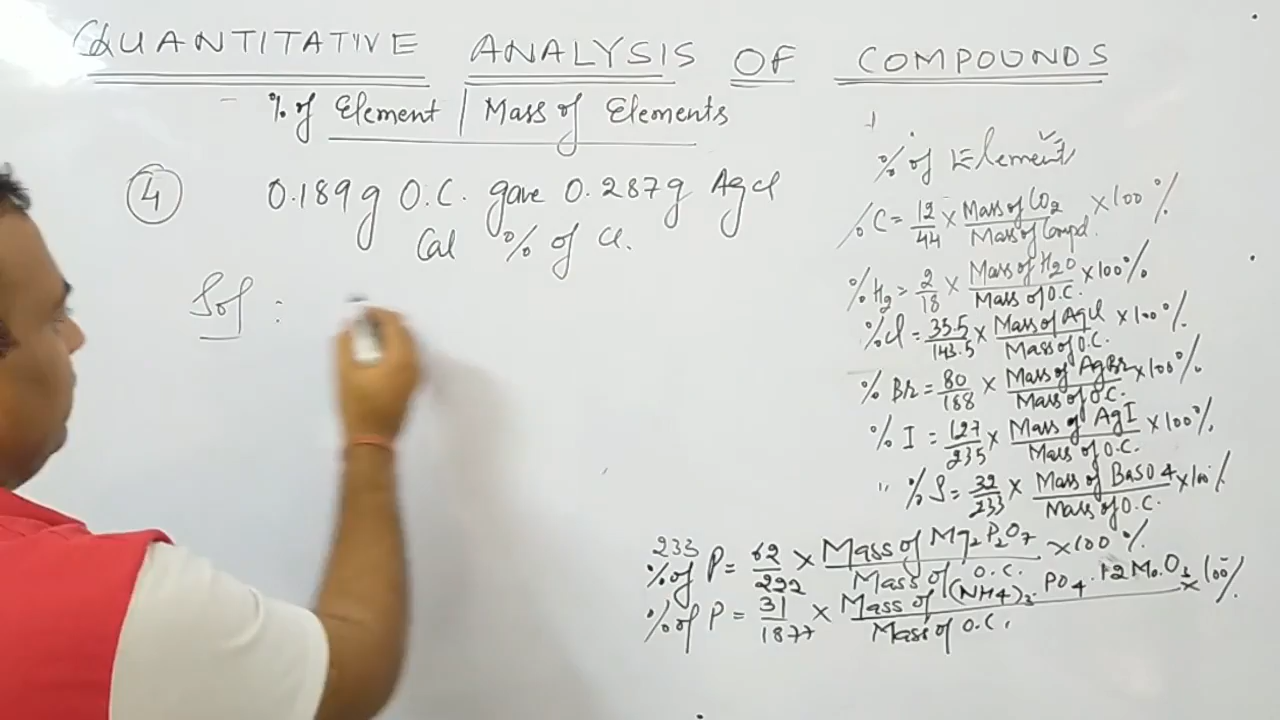 QUANTITATIVE ANALYSIS OF COMPOUNDS
% of Element | Mass of Elements
④ 0.189g O.C. gave 0.287g AgCl
Cal % of Cl.
Sol :
% of Element
% C = 12/44 × Mass of CO2/Mass of Compd. × 100 %
% H2 = 2/18 × Mass of H2O/Mass of O.C. × 100%
% Cl = 35.5/143.5 × Mass of AgCl/Mass of O.C. × 100%
% Br = 80/188 × Mass of AgBr/Mass of O.C. × 100%
% I = 127/235 × Mass of AgI/Mass of O.C. × 100%
" % S = 32/233 × Mass of BaSO4/Mass of O.C. × 100%
233
% of P = 62/222 × Mass of Mg2P2O7/Mass of O.C. × 100 %
% of P = 31/1877 × Mass of (NH4)3 PO4 . 12MoO3/Mass of O.C. × 100%